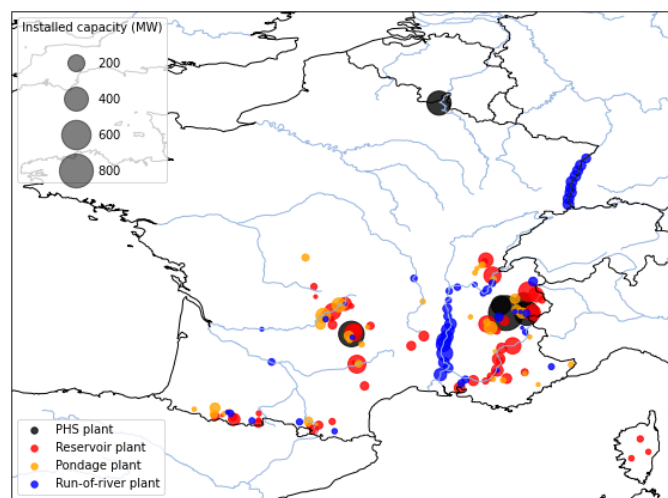 Installed capacity (MW)
200
400
600
800
PHS plant
Reservoir plant
Pondage plant
Run-of-river plant